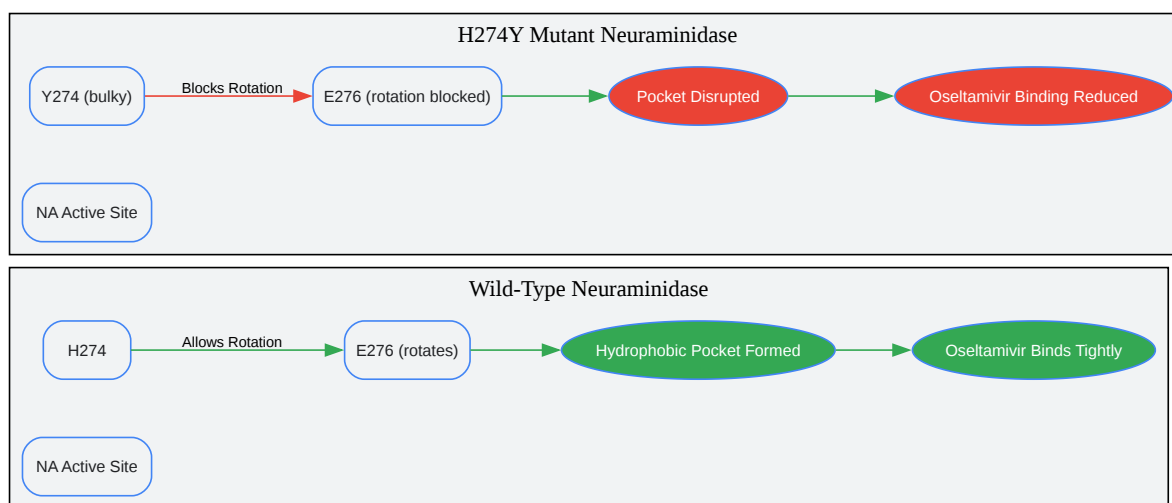 H274Y Mutant Neuraminidase
Y274 (bulky)
Blocks Rotation
E276 (rotation blocked)
Pocket Disrupted
Oseltamivir Binding Reduced
NA Active Site
Wild-Type Neuraminidase
H274
Allows Rotation
E276 (rotates)
Hydrophobic Pocket Formed
Oseltamivir Binds Tightly
NA Active Site